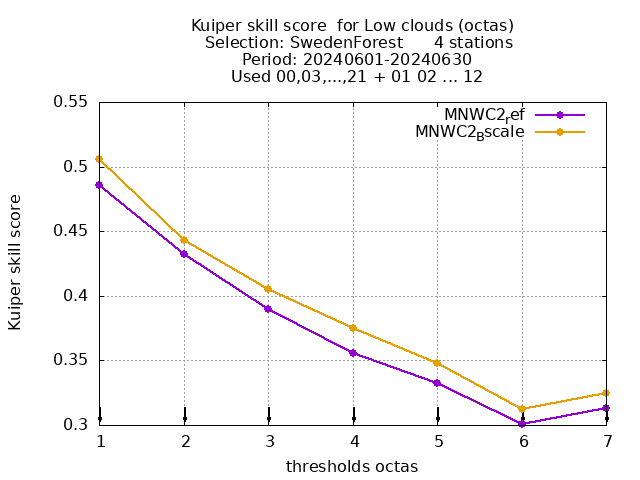 Kuiper skill score  for Low clouds (octas)
Selection: SwedenForest      4 stations
Period: 20240601-20240630
Used 00,03,...,21 + 01 02 ... 12
MNWC2_ref
MNWC2_Bscale
0.55
0.5
0.45
0.4
0.35
0.3
Kuiper skill score
1 2 3 4 5 6 7
thresholds octas